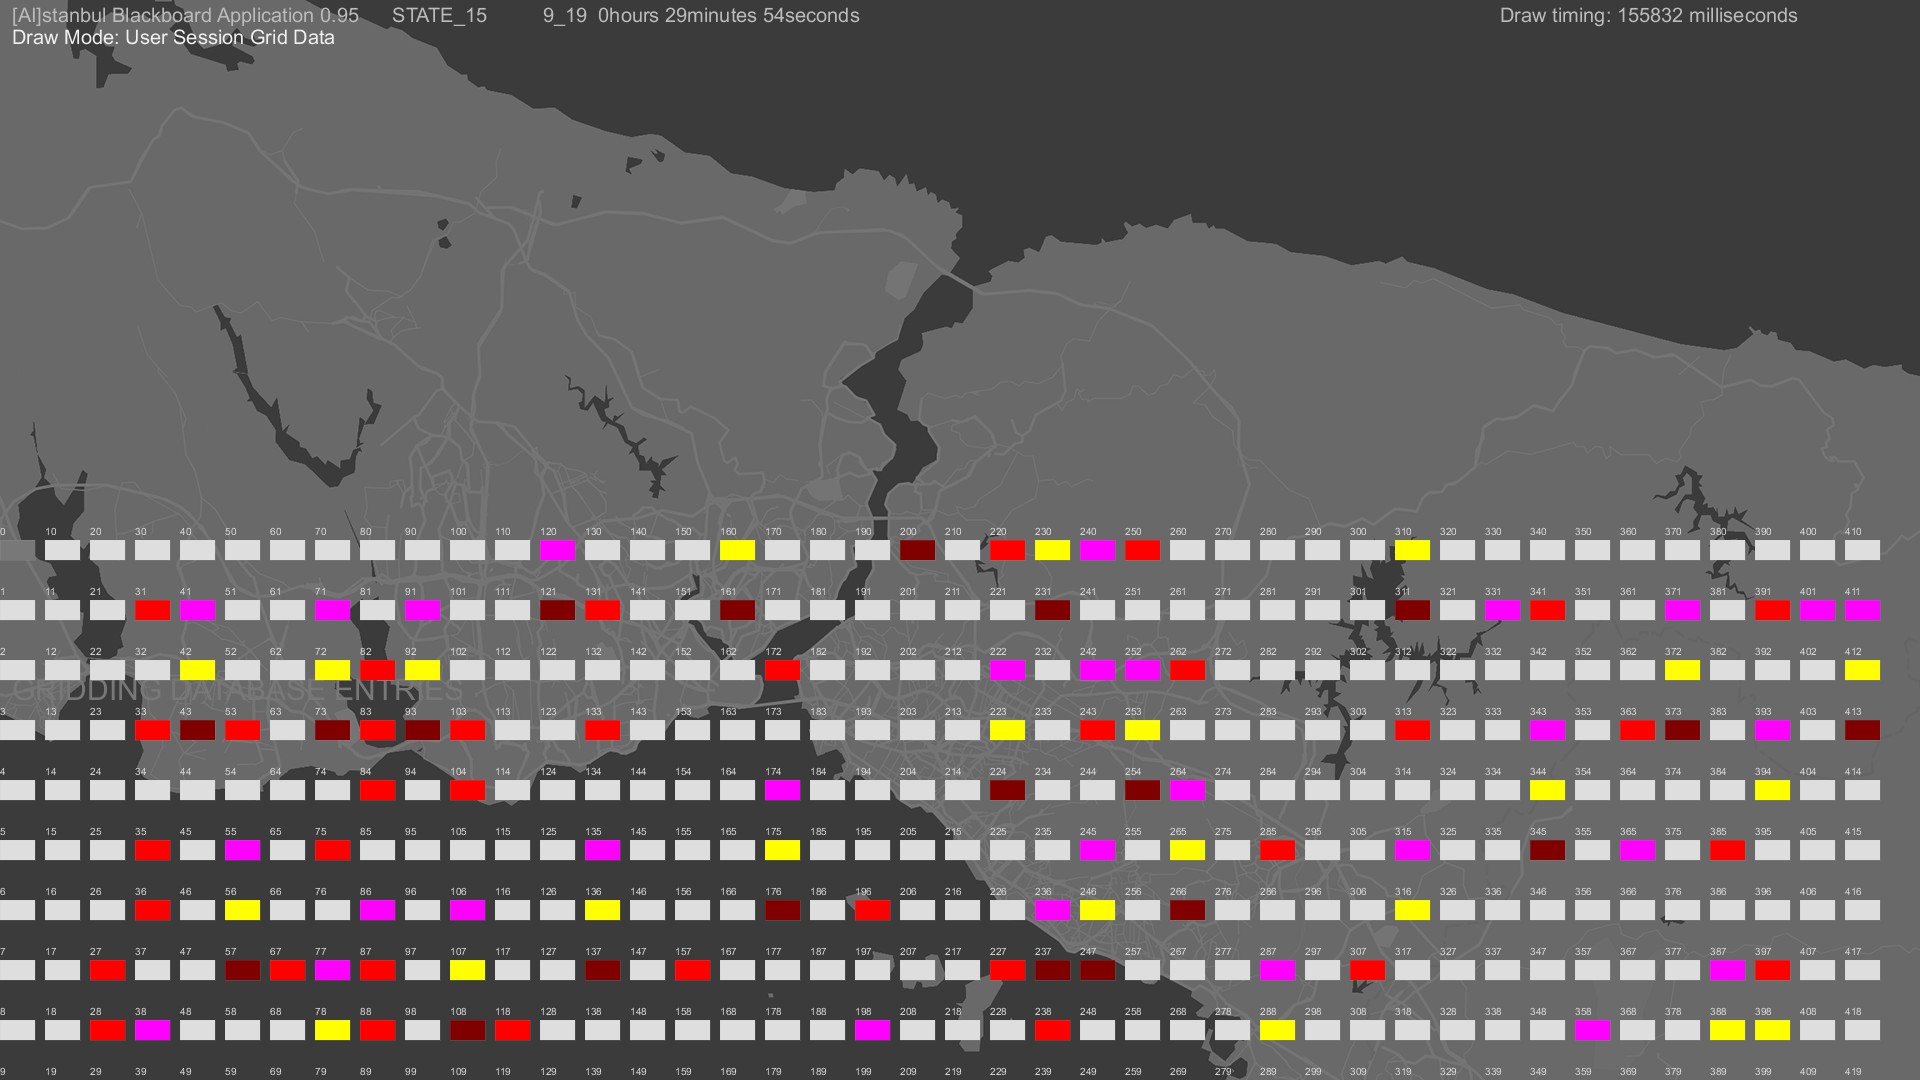 [AI]stanbul Blackboard Application 0.95 STATE_15 9_19 0hours 29minutes 54seconds Draw timing: 155832 milliseconds
Draw Mode: User Session Grid Data
0 10 20 30 40 50 60 70 80 90 100 110 120 130 140 150 160 170 180 190 200 210 220 230 240 250 260 270 280 290 300 310 320 330 340 350 360 370 380 390 400 410
1 11 21 31 41 51 61 71 81 91 101 111 121 131 141 151 161 171 181 191 201 211 221 231 241 251 261 271 281 291 301 311 321 331 341 351 361 371 381 391 401 411
2 12 22 32 42 52 62 72 82 92 102 112 122 132 142 152 162 172 182 192 202 212 222 232 242 252 262 272 282 292 302 312 322 332 342 352 362 372 382 392 402 412
GRIDDING DATABASE ENTRIES
3 13 23 33 43 53 63 73 83 93 103 113 123 133 143 153 163 173 183 193 203 213 223 233 243 253 263 273 283 293 303 313 323 333 343 353 363 373 383 393 403 413
4 14 24 34 44 54 64 74 84 94 104 114 124 134 144 154 164 174 184 194 204 214 224 234 244 254 264 274 284 294 304 314 324 334 344 354 364 374 384 394 404 414
5 15 25 35 45 55 65 75 85 95 105 115 125 135 145 155 165 175 185 195 205 215 225 235 245 255 265 275 285 295 305 315 325 335 345 355 365 375 385 395 405 415
6 16 26 36 46 56 66 76 86 96 106 116 126 136 146 156 166 176 186 196 206 216 226 236 246 256 266 276 286 296 306 316 326 336 346 356 366 376 386 396 406 416
7 17 27 37 47 57 67 77 87 97 107 117 127 137 147 157 167 177 187 197 207 217 227 237 247 257 267 277 287 297 307 317 327 337 347 357 367 377 387 397 407 417
8 18 28 38 48 58 68 78 88 98 108 118 128 138 148 158 168 178 188 198 208 218 228 238 248 258 268 278 288 298 308 318 328 338 348 358 368 378 388 398 408 418
9 19 29 39 49 59 69 79 89 99 109 119 129 139 149 159 169 179 189 199 209 219 229 239 249 259 269 279 289 299 309 319 329 339 349 359 369 379 389 399 409 419